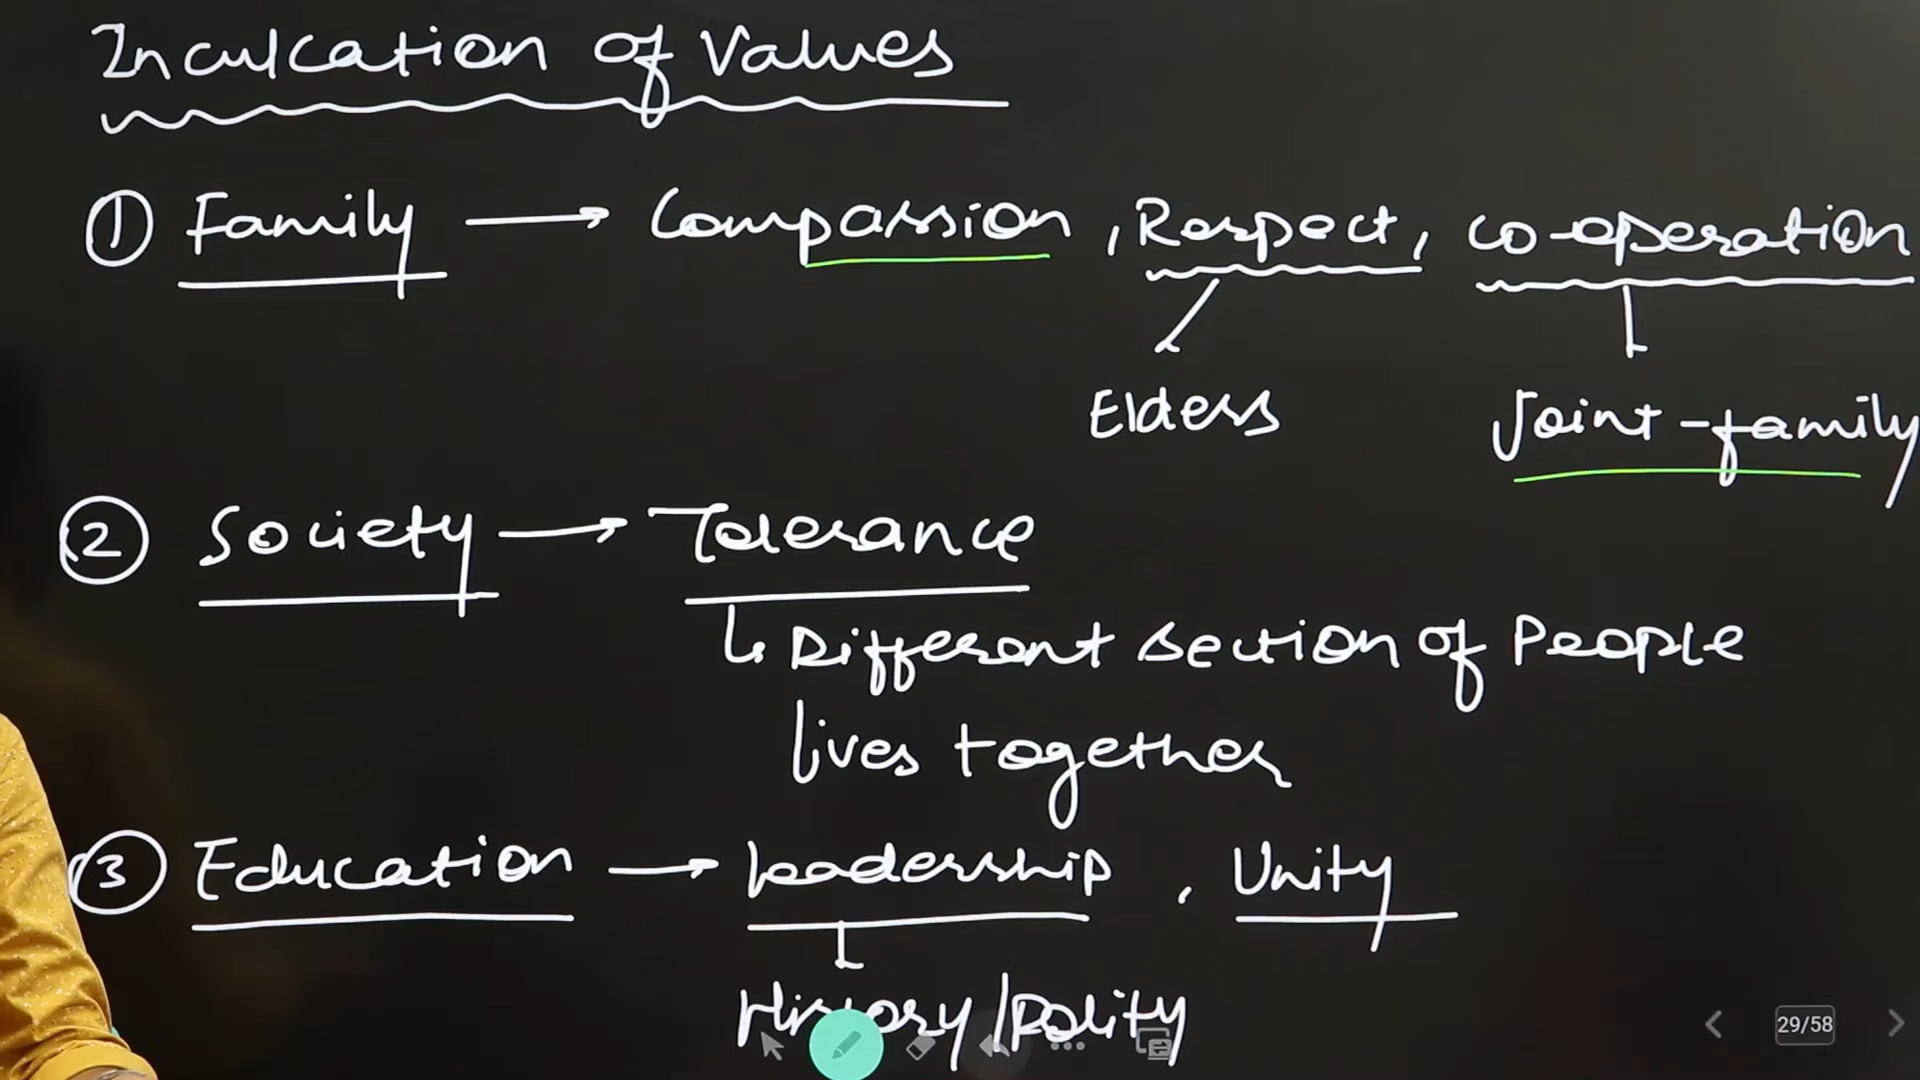 Inculcation of Values
① Family → Compassion, Respect, co-operation
Elders
Joint-family
② Society → Tolerance
Different section of People
lives together
③ Education → leadership, Unity
History/Polity
29/58